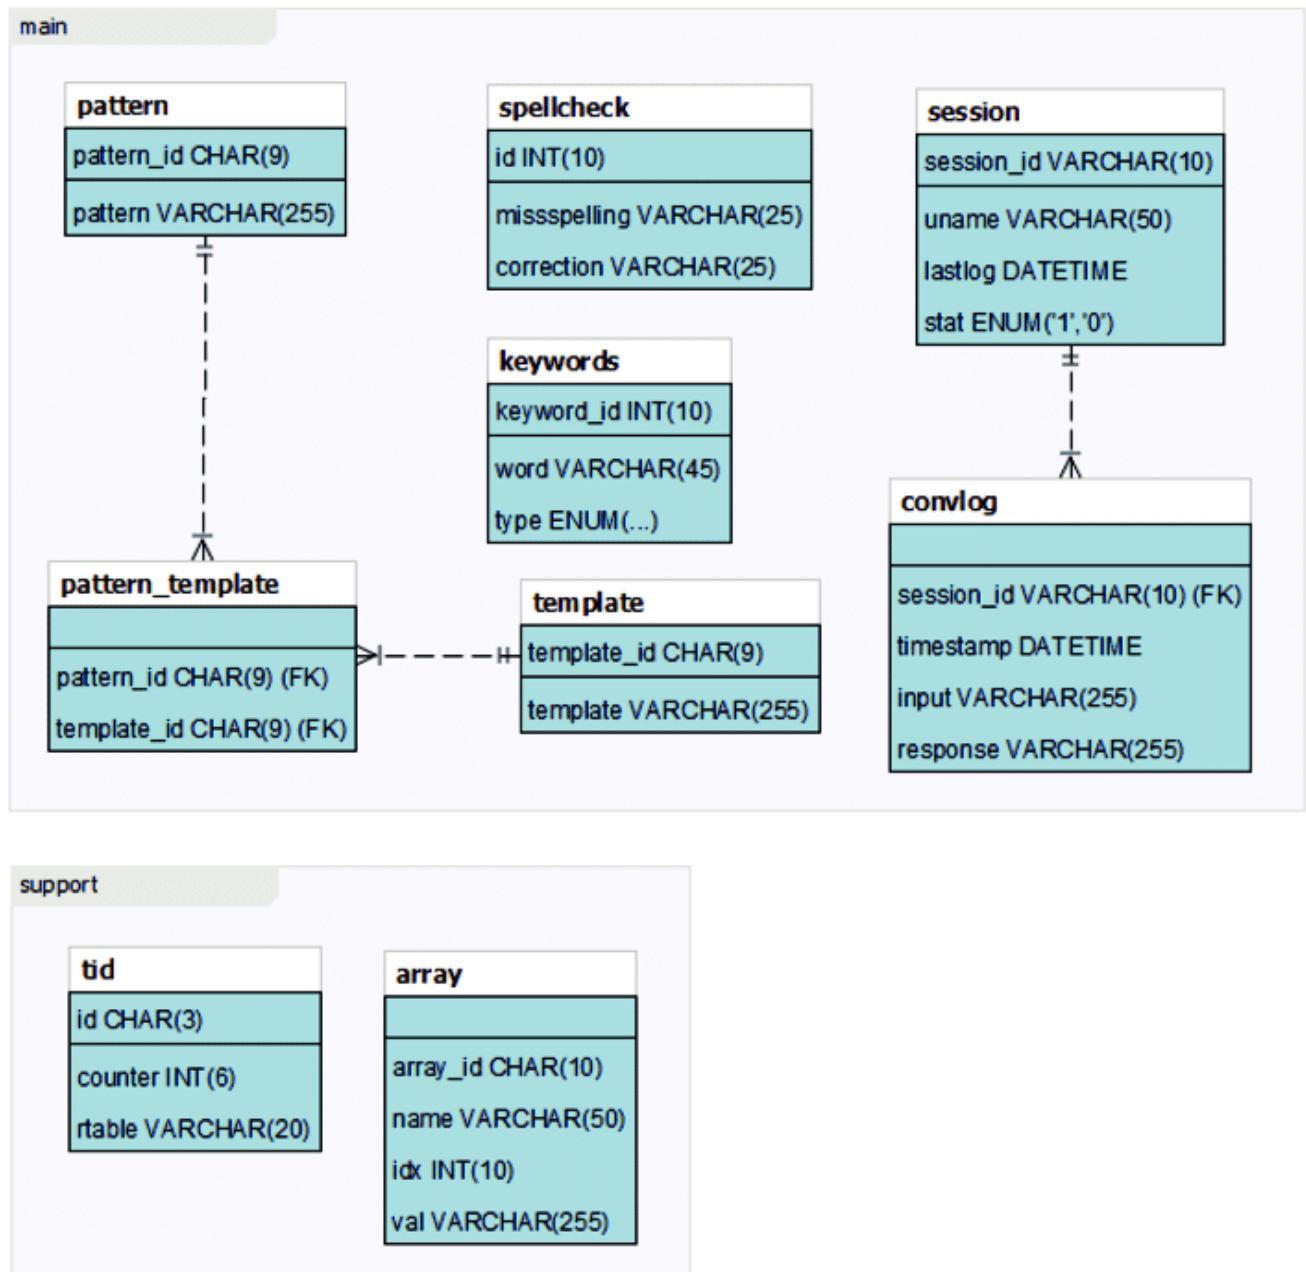 main
pattern
pattern_id CHAR(9)
pattern VARCHAR(255)
spellcheck
id INT(10)
missspelling VARCHAR(25)
correction VARCHAR(25)
session
session_id VARCHAR(10)
uname VARCHAR(50)
lastlog DATETIME
stat ENUM('1','0')
keywords
keyword_id INT(10)
word VARCHAR(45)
type ENUM(...)
convlog
session_id VARCHAR(10) (FK)
timestamp DATETIME
input VARCHAR(255)
response VARCHAR(255)
pattern_template
pattern_id CHAR(9) (FK)
template_id CHAR(9) (FK)
template
template_id CHAR(9)
template VARCHAR(255)
support
tid
id CHAR(3)
counter INT(6)
rtable VARCHAR(20)
array
array_id CHAR(10)
name VARCHAR(50)
idx INT(10)
val VARCHAR(255)